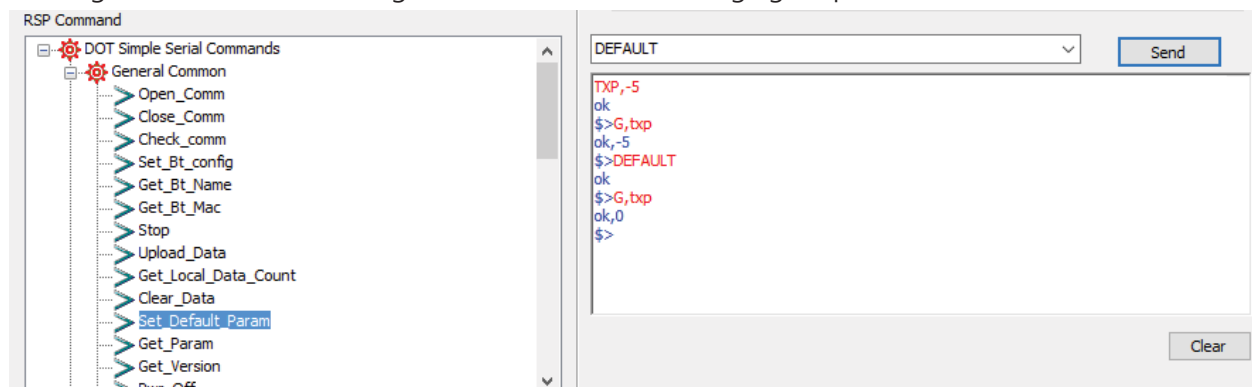 RSP Command
DOT Simple Serial Commands
General Common
Open_Comm
Close_Comm
Check_comm
Set_Bt_config
Get_Bt_Name
Get_Bt_Mac
Stop
Upload_Data
Get_Local_Data_Count
Clear_Data
Set_Default_Param
Get_Param
Get_Version
DEFAULT
Send
TXP,-5
ok
$>G,txp
ok,-5
$>DEFAULT
ok
$>G,txp
ok,0
$>
Clear